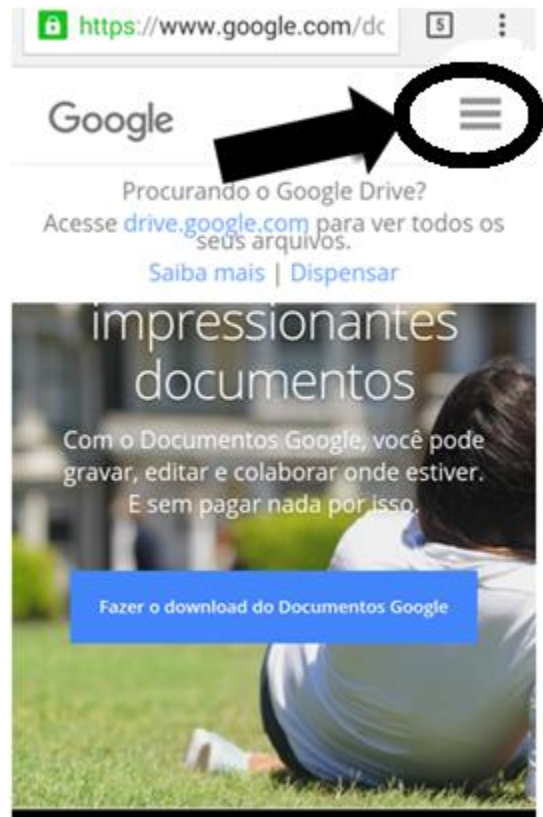 https://www.google.com/dc
5
Google
Procurando o Google Drive?
Acesse drive.google.com para ver todos os
seus arquivos.
Saiba mais | Dispensar
impressionantes
documentos
Com o Documentos Google, você pode
gravar, editar e colaborar onde estiver.
E sem pagar nada por isso.
Fazer o download do Documentos Google